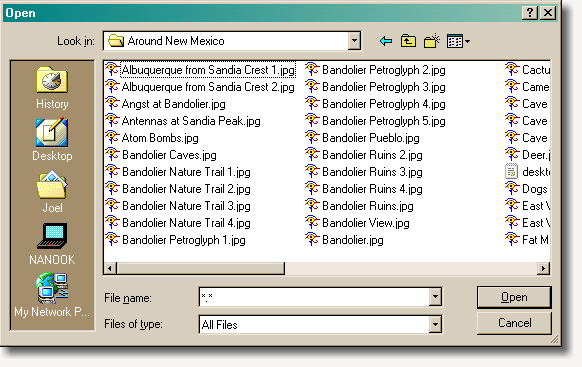 Open
Look in: Around New Mexico
History
Desktop
Joel
NANOOK
My Network P...
Albuquerque from Sandia Crest 1.jpg
Albuquerque from Sandia Crest 2.jpg
Angst at Bandolier.jpg
Antennas at Sandia Peak.jpg
Atom Bombs.jpg
Bandolier Caves.jpg
Bandolier Nature Trail 1.jpg
Bandolier Nature Trail 2.jpg
Bandolier Nature Trail 3.jpg
Bandolier Nature Trail 4.jpg
Bandolier Petroglyph 1.jpg
Bandolier Petroglyph 2.jpg
Bandolier Petroglyph 3.jpg
Bandolier Petroglyph 4.jpg
Bandolier Petroglyph 5.jpg
Bandolier Pueblo.jpg
Bandolier Ruins 2.jpg
Bandolier Ruins 3.jpg
Bandolier Ruins 4.jpg
Bandolier Ruins.jpg
Bandolier View.jpg
Bandolier.jpg
Cactu
Came
Cave
Cave
Cave
Deer.j
deskto
Dogs
East V
East V
Fat M
File name: *.*
Open
Files of type: All Files
Cancel